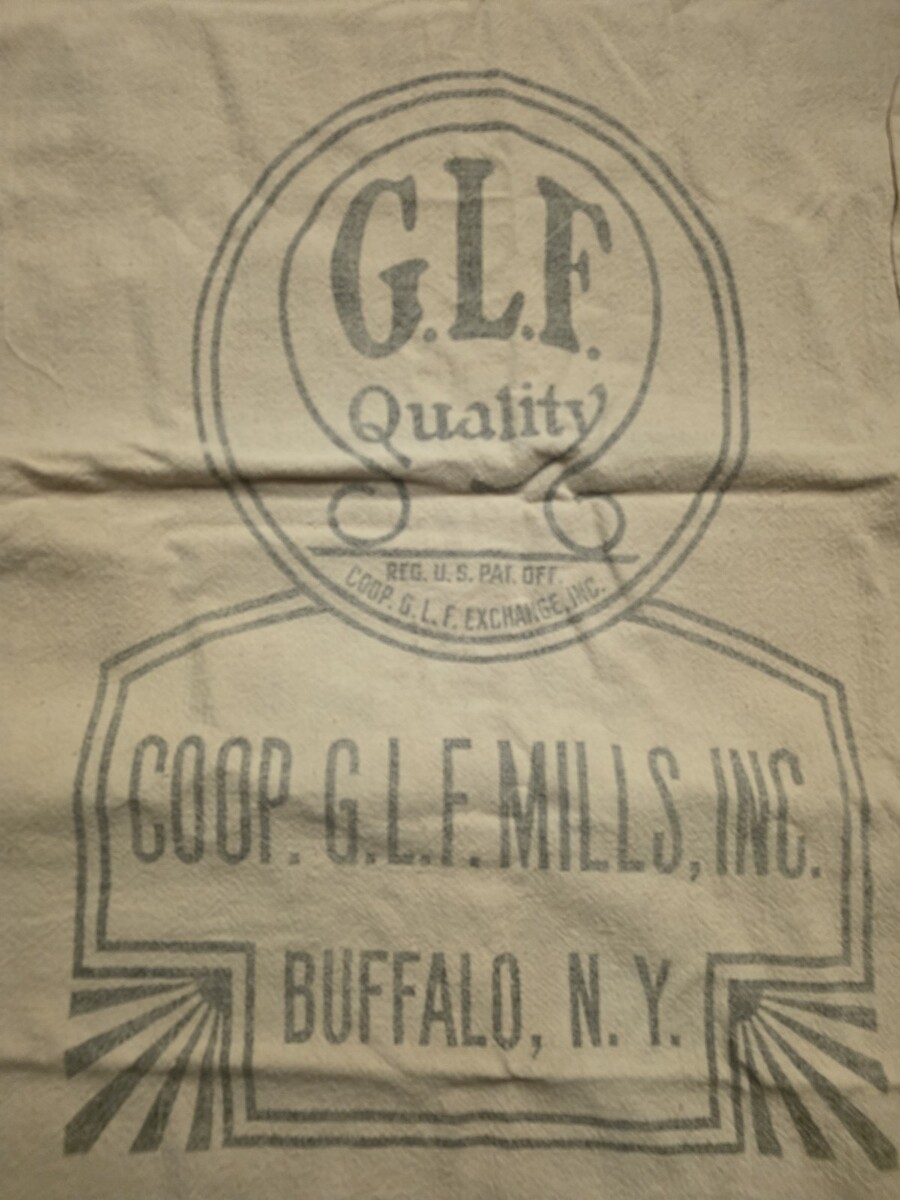 G.L.F.
Quality
REG. U. S. PAT. OFF.
COOP. G. L. F. EXCHANGE, INC.
COOP. G.L.F. MILLS, INC.
BUFFALO, N. Y.